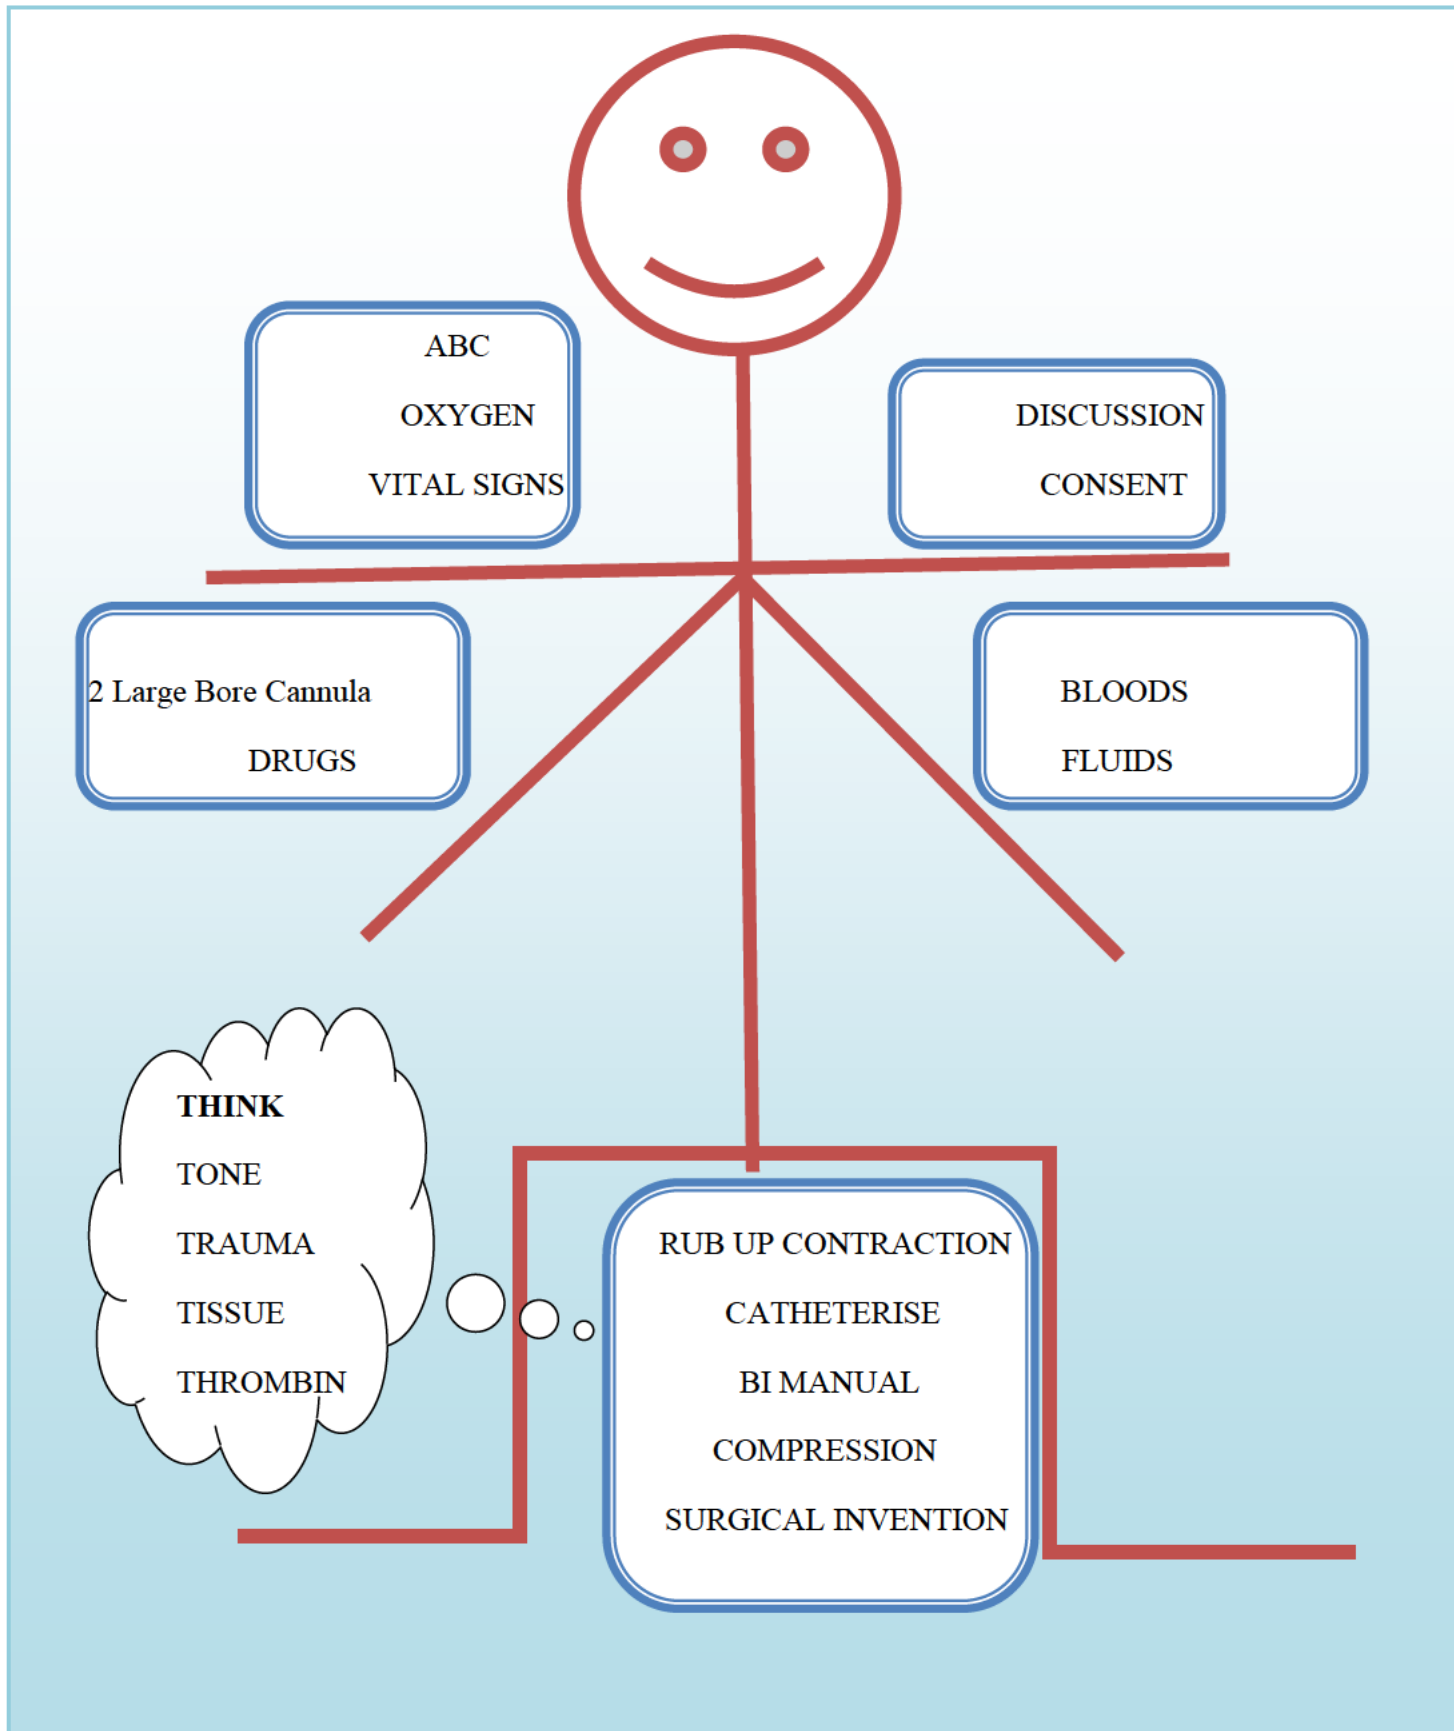 ABC
OXYGEN
VITAL SIGNS
DISCUSSION
CONSENT
2 Large Bore Cannula
DRUGS
BLOODS
FLUIDS
THINK
TONE
TRAUMA
TISSUE
THROMBIN
RUB UP CONTRACTION
CATHETERISE
BI MANUAL
COMPRESSION
SURGICAL INVENTION